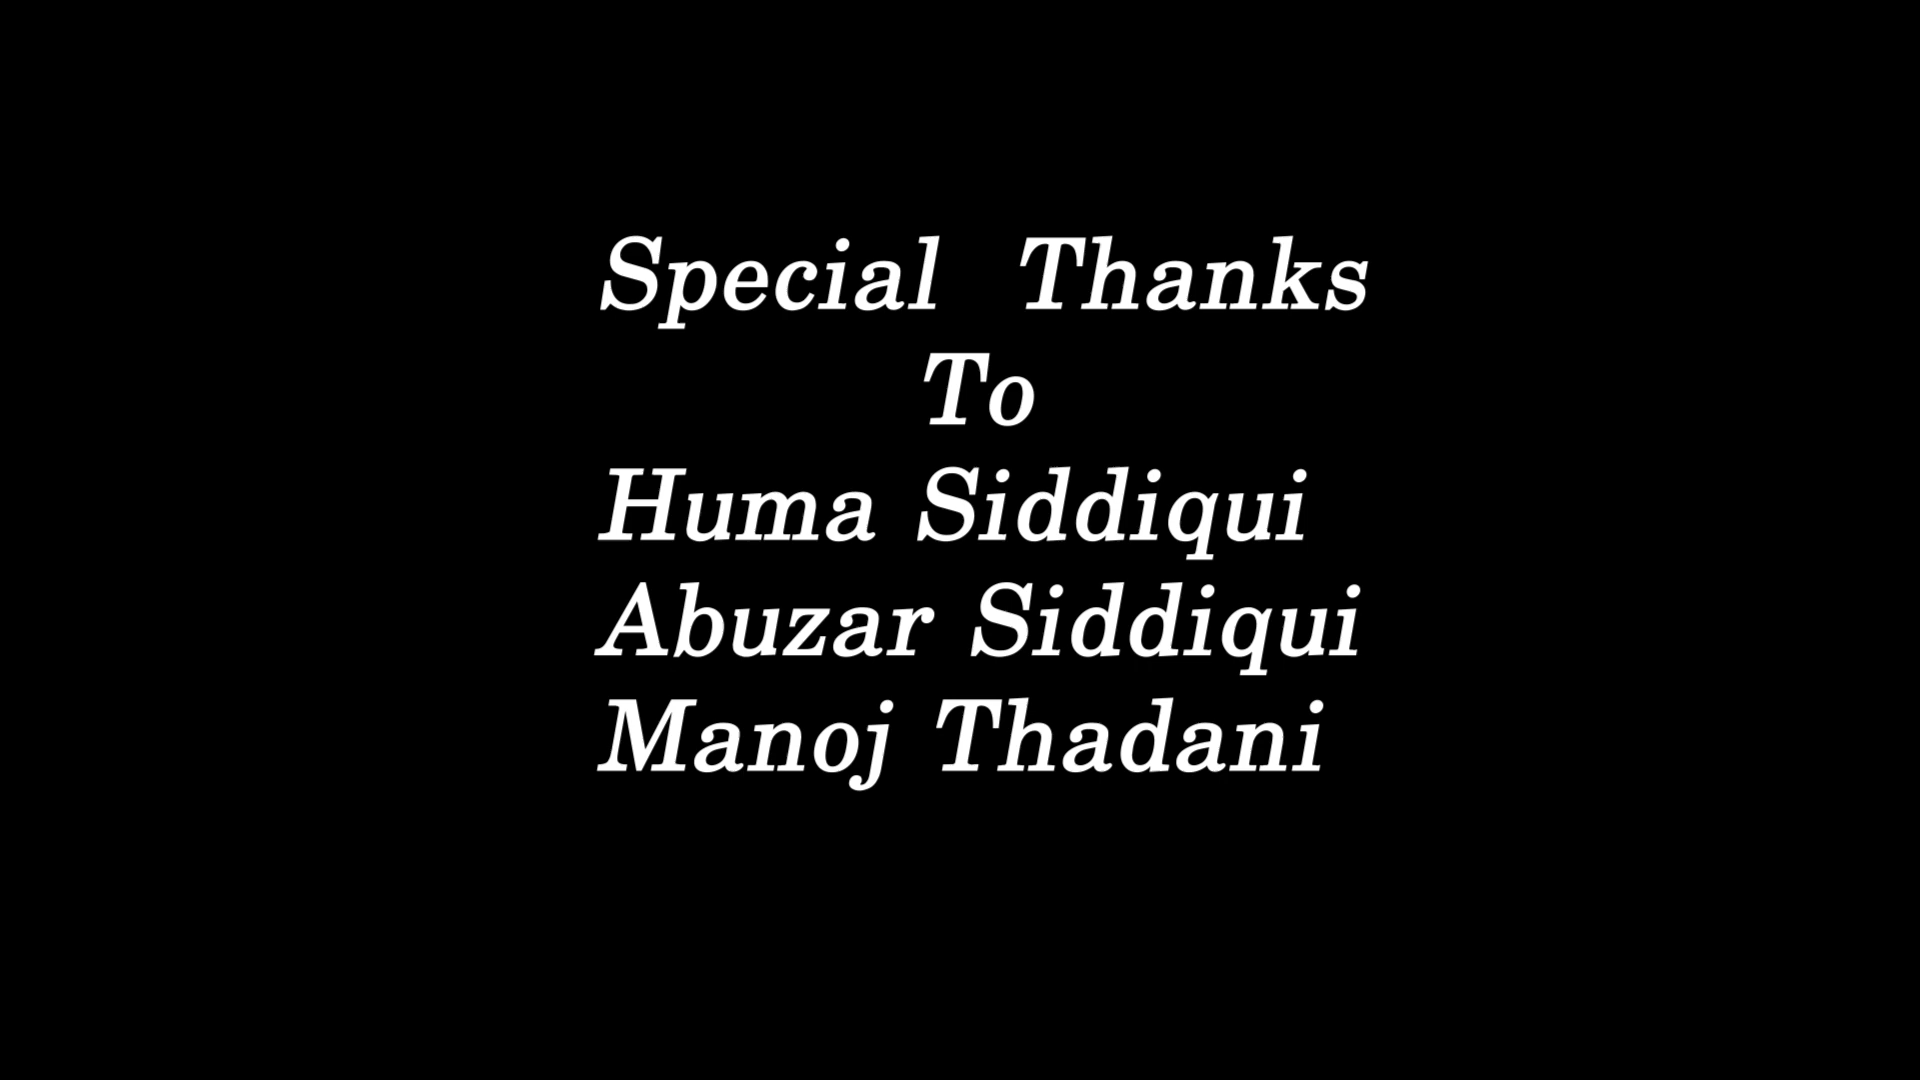 Special Thanks
To
Huma Siddiqui
Abuzar Siddiqui
Manoj Thadani